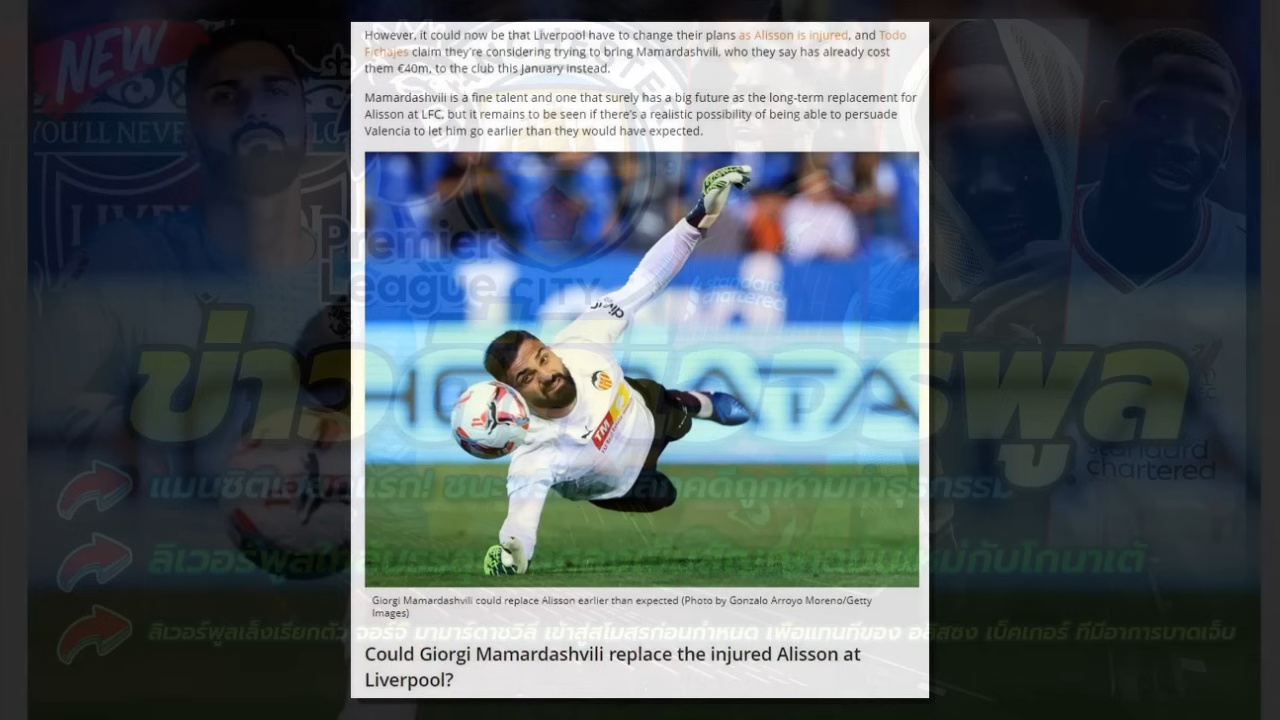 However, it could now be that Liverpool have to change their plans as Alisson is injured, and Todo
Fichajes claim they're considering trying to bring Mamardashvili, who they say has already cost
them €40m, to the club this January instead.
Mamardashvili is a fine talent and one that surely has a big future as the long-term replacement for
Alisson at LFC, but it remains to be seen if there's a realistic possibility of being able to persuade
Valencia to let him go earlier than they would have expected.
NEW
YOU'LL NEVER
Premier
League
CITY
standard
chartered
TM
standard
chartered
ลิเวอร์พูลเล็งเรียกตัว จอร์จี มามาร์ดาชวิลี เข้าสู่สโมสรก่อนกำหนด เพื่อแทนที่ของ อลิสซง เบ็คเกอร์ ที่มีอาการบาดเจ็บ
Giorgi Mamardashvili could replace Alisson earlier than expected (Photo by Gonzalo Arroyo Moreno/Getty
Images)
Could Giorgi Mamardashvili replace the injured Alisson at
Liverpool?